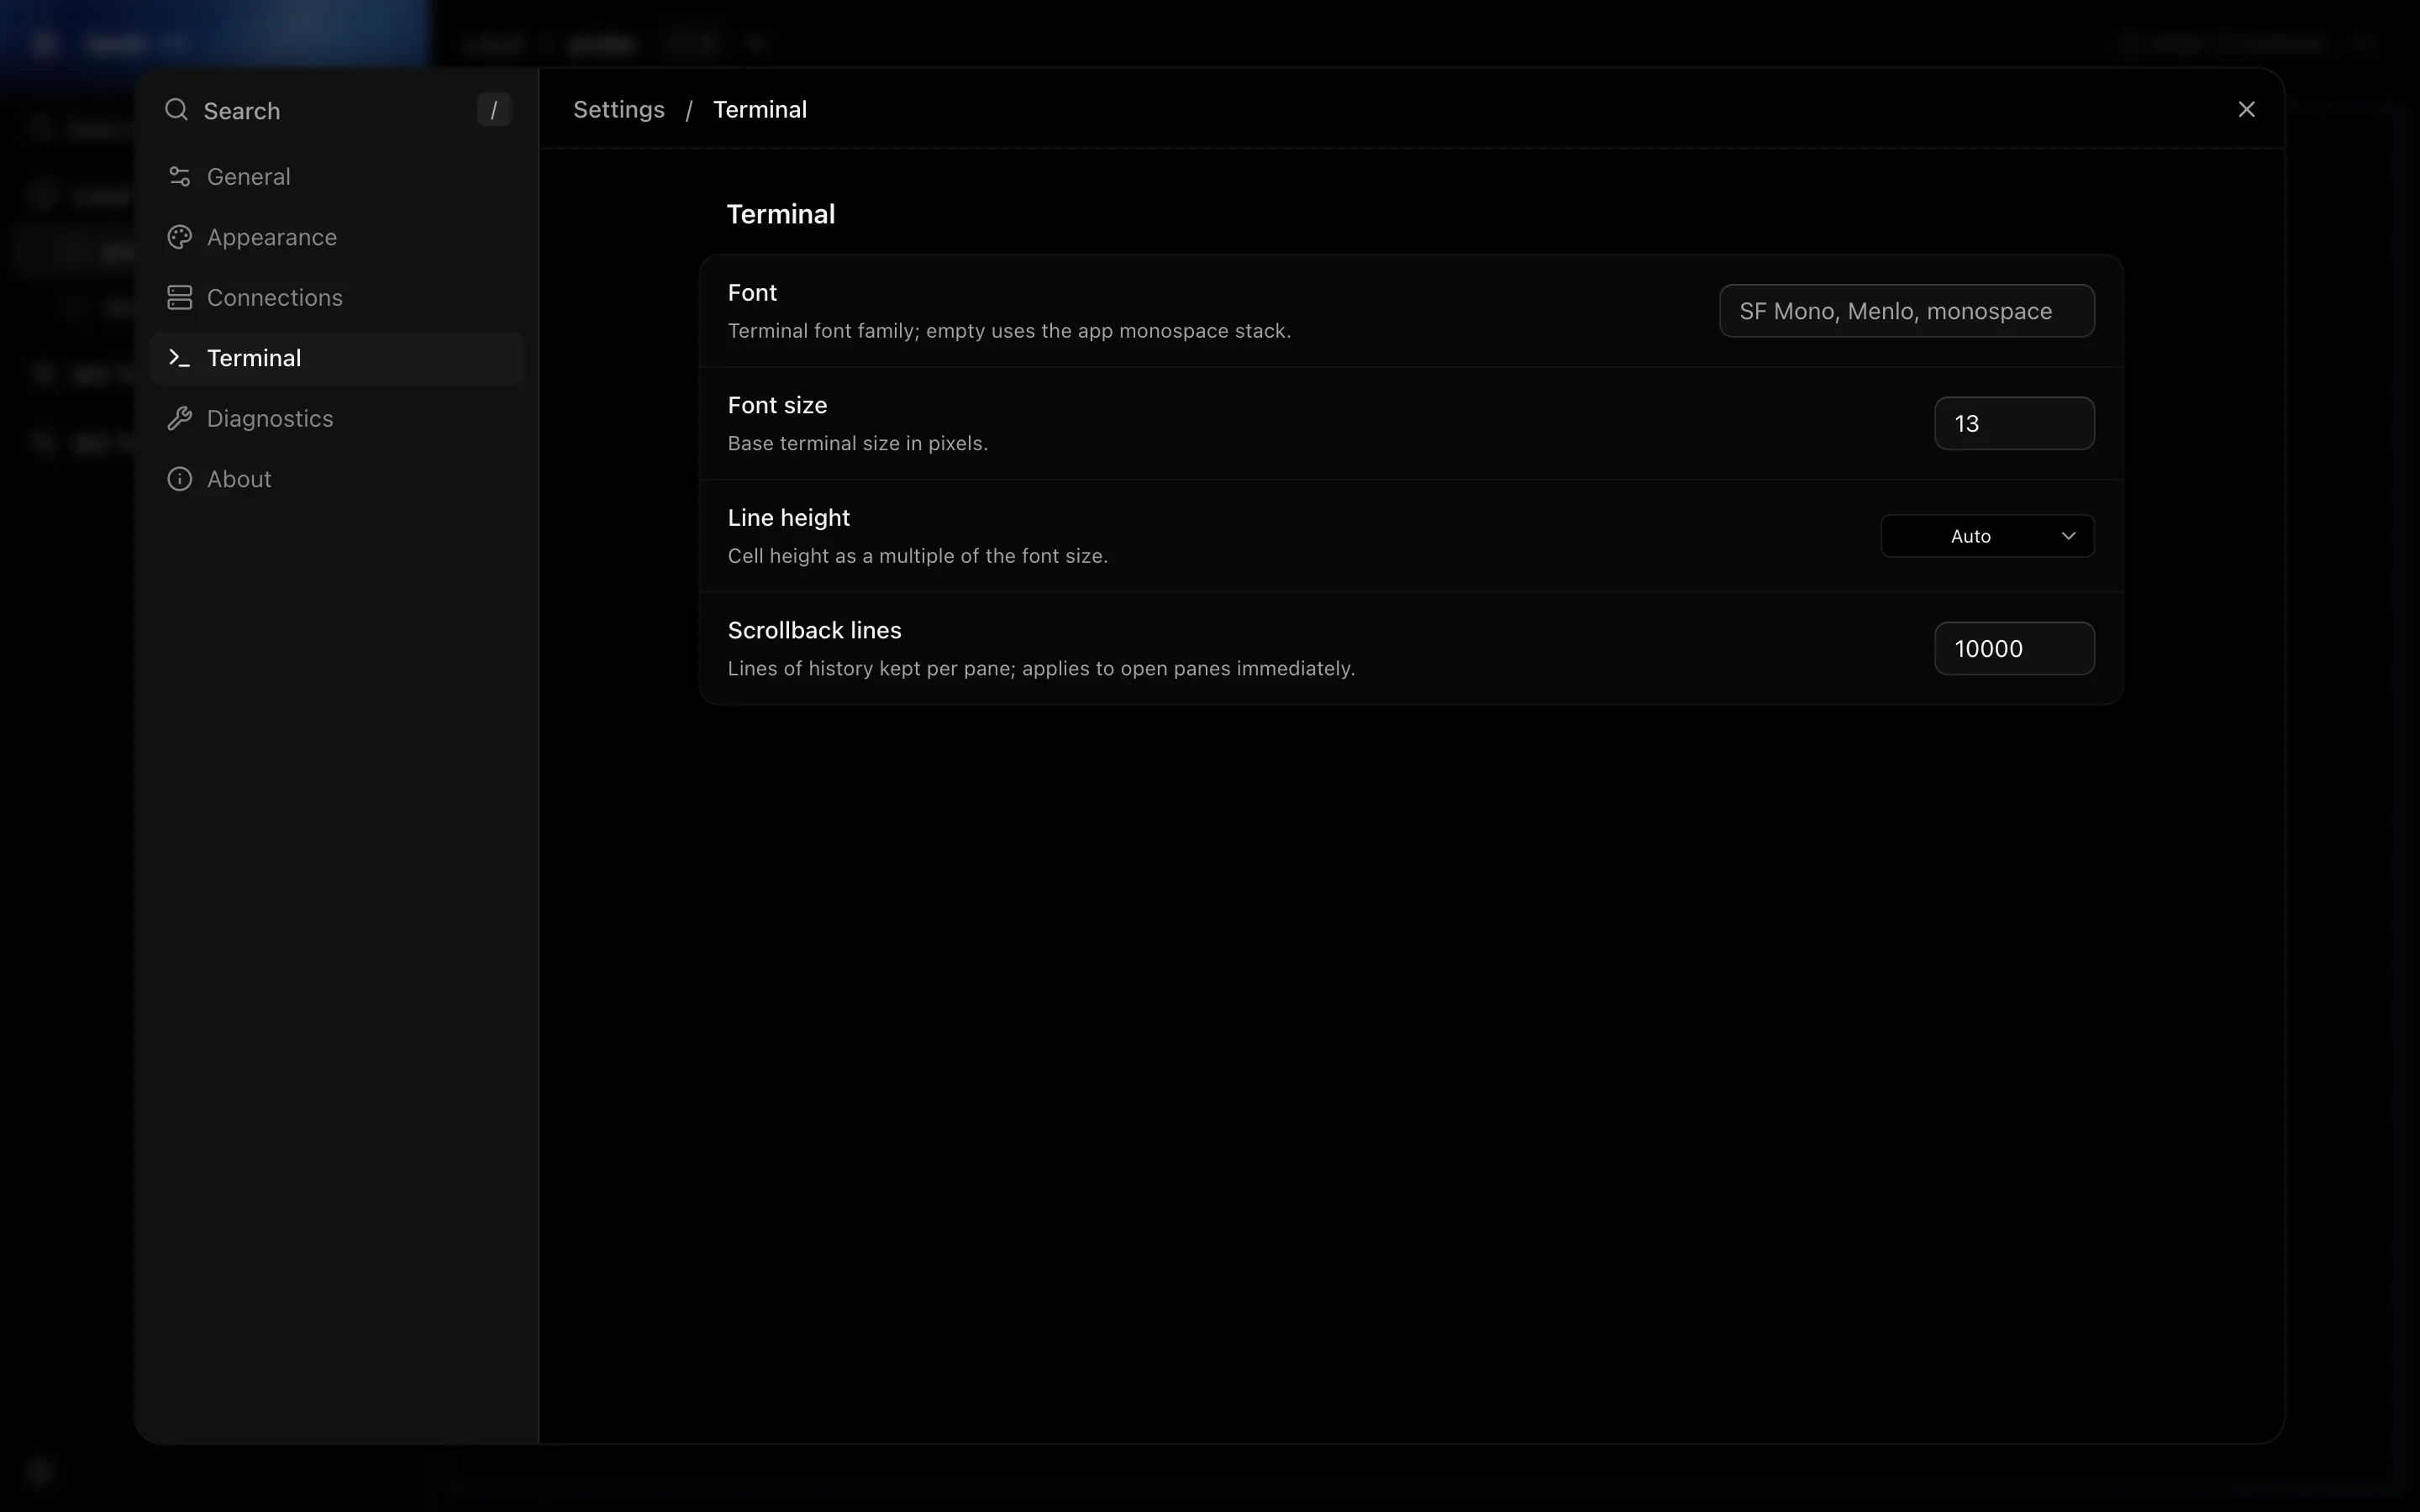 Search /
General
Appearance
Connections
Terminal
Diagnostics
About
Settings / Terminal
Terminal
Font
Terminal font family; empty uses the app monospace stack.
SF Mono, Menlo, monospace
Font size
Base terminal size in pixels.
13
Line height
Cell height as a multiple of the font size.
Auto
Scrollback lines
Lines of history kept per pane; applies to open panes immediately.
10000